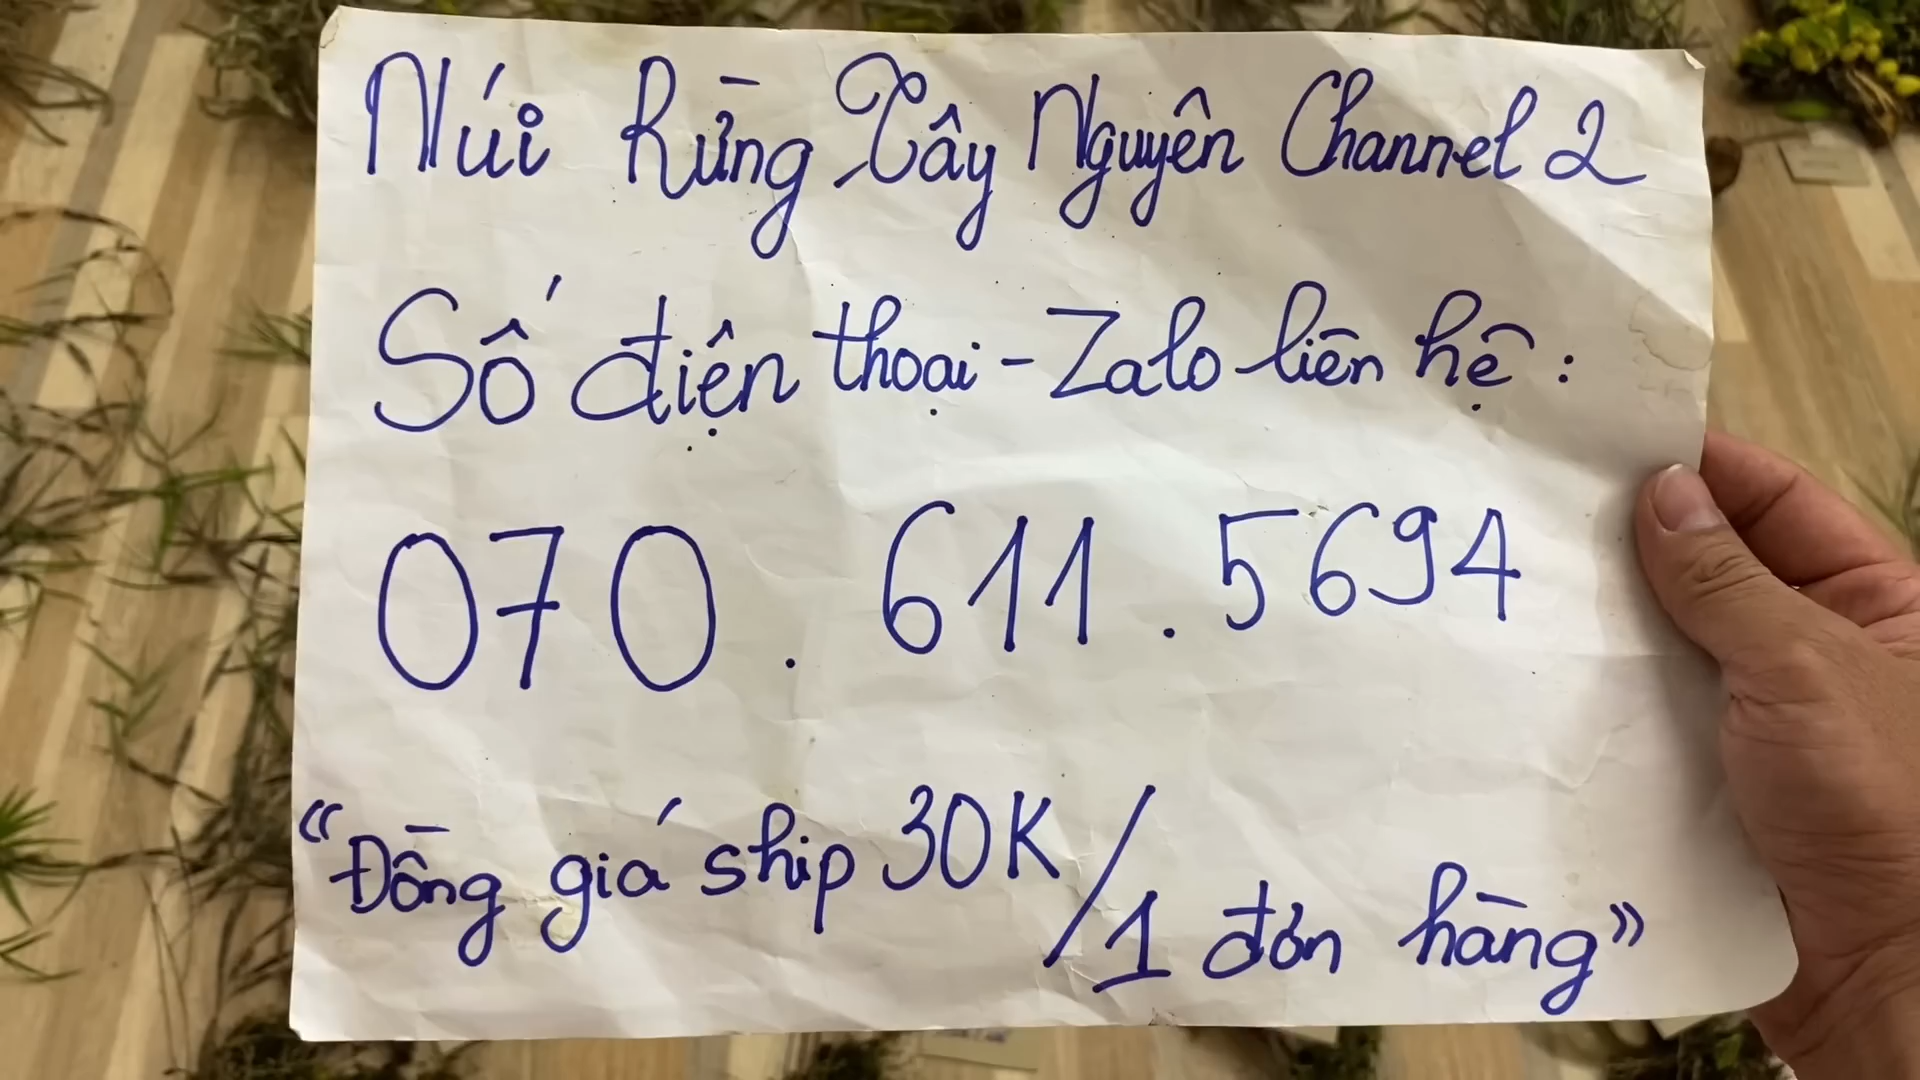 Núi Rừng Tây Nguyên Channel 2
Số điện thoại - Zalo liên hệ :
070 . 611 . 5694
“Đồng giá ship 30K/1 đơn hàng”